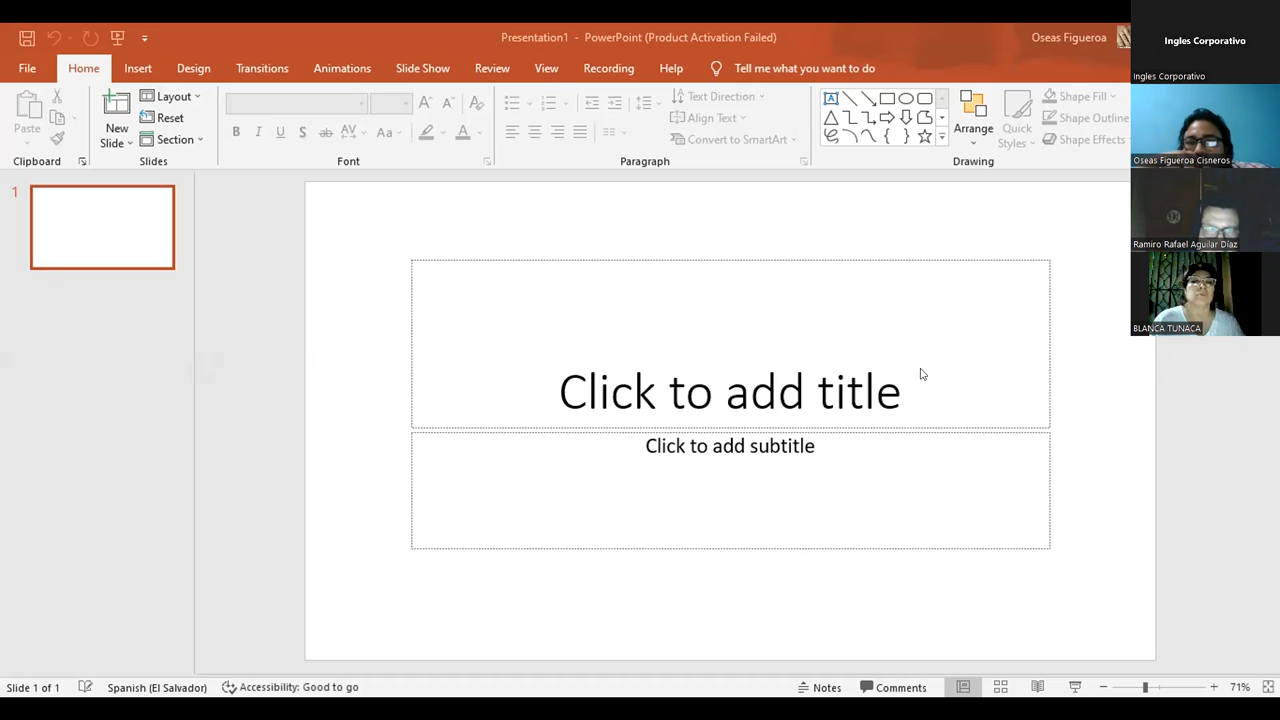 Presentation1 - PowerPoint (Product Activation Failed)
Oseas Figueroa
File Home Insert Design Transitions Animations Slide Show Review View Recording Help Tell me what you want to do
Paste
New
Slide
Layout
Reset
Section
B I U S ab AV Aa A
Text Direction
Align Text
Convert to SmartArt
Arrange
Quick
Styles
Shape Fill
Shape Outline
Shape Effects
Clipboard Slides Font Paragraph Drawing
1
Click to add title
Click to add subtitle
Ingles Corporativo
Ingles Corporativo
Oseas Figueroa Cisneros
Ramiro Rafael Aguilar Díaz
BLANCA TUNACA
Slide 1 of 1 Spanish (El Salvador) Accessibility: Good to go Notes Comments 71%